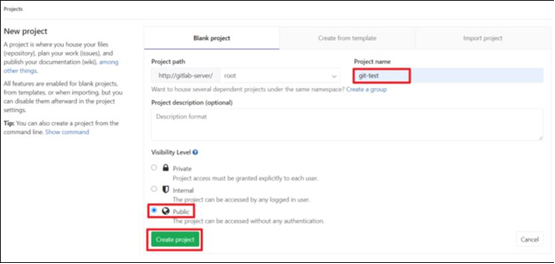 Projects
New project
A project is where you house your files
(repository), plan your work (issues), and
publish your documentation (wiki), among
other things.
All features are enabled for blank projects,
from templates, or when importing, but you
can disable them afterward in the project
settings.
Tip: You can also create a project from the
command line. Show command
Blank project
Create from template
Import project
Project path
Project name
http://gitlab-server/
root
git-test
Want to house several dependent projects under the same namespace? Create a group
Project description (optional)
Description format
Visibility Level
Private
Project access must be granted explicitly to each user.
Internal
The project can be accessed by any logged in user.
Public
The project can be accessed without any authentication.
Create project
Cancel